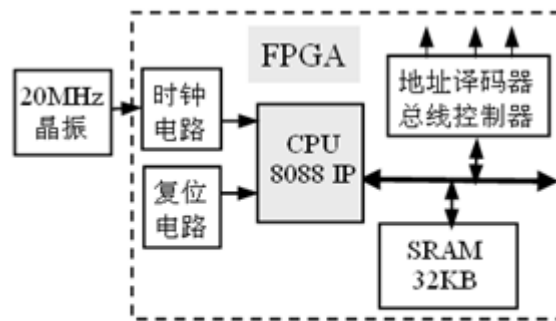 FPGA
20MHz
晶振
时钟
电路
复位
电路
CPU
8088 IP
地址译码器
总线控制器
SRAM
32KB